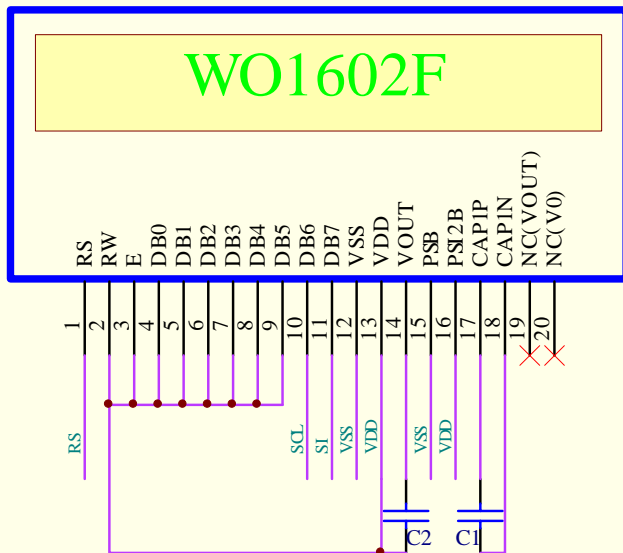 WO1602F
RS
RW
E
DB0
DB1
DB2
DB3
DB4
DB5
DB6
DB7
VSS
VDD
VOUT
PSB
PSI2B
CAP1P
CAP1N
NC(VOUT)
NC(V0)
1
2
3
4
5
6
7
8
9
10
11
12
13
14
15
16
17
18
19
20
RS
SCL
SI
VSS
VDD
VSS
VDD
C2
C1